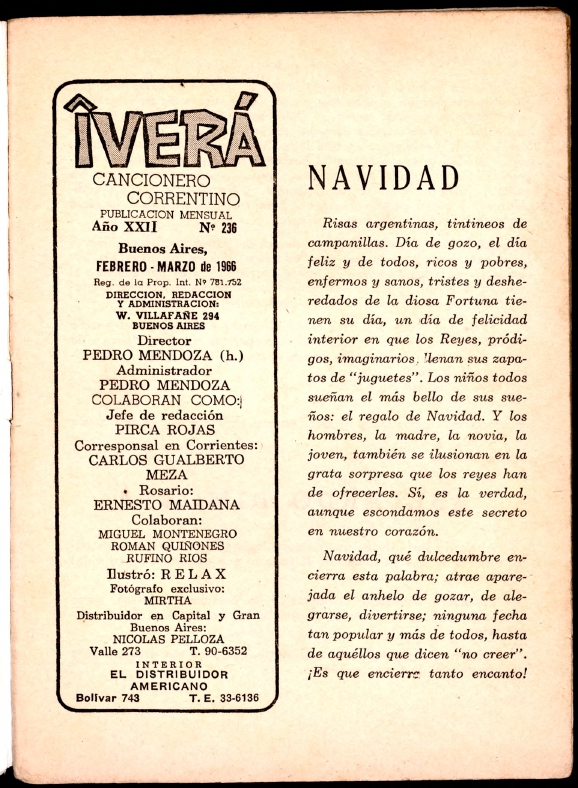 ÎVERÁ
CANCIONERO
CORRENTINO
PUBLICACION MENSUAL
Año XXII Nº 236
Buenos Aires,
FEBRERO - MARZO de 1966
Reg. de la Prop. Int. Nº 781.752
DIRECCION, REDACCION
Y ADMINISTRACION:
W. VILLAFAÑE 294
BUENOS AIRES
Director
PEDRO MENDOZA (h.)
Administrador
PEDRO MENDOZA
COLABORAN COMO:
Jefe de redacción
PIRCA ROJAS
Corresponsal en Corrientes:
CARLOS GUALBERTO
MEZA
Rosario:
ERNESTO MAIDANA
Colaboran:
MIGUEL MONTENEGRO
ROMAN QUIÑONES
RUFINO RIOS
Ilustró: RELAX
Fotógrafo exclusivo:
MIRTHA
Distribuidor en Capital y Gran
Buenos Aires:
NICOLAS PELLOZA
Valle 273 T. 90-6352
INTERIOR
EL DISTRIBUIDOR
AMERICANO
Bolívar 743 T. E. 33-6136
NAVIDAD
Risas argentinas, tintineos de
campanillas. Día de gozo, el día
feliz y de todos, ricos y pobres,
enfermos y sanos, tristes y deshe-
redados de la diosa Fortuna tie-
nen su día, un día de felicidad
interior en que los Reyes, pródi-
gos, imaginarios, llenan sus zapa-
tos de "juguetes". Los niños todos
sueñan el más bello de sus sue-
ños: el regalo de Navidad. Y los
hombres, la madre, la novia, la
joven, también se ilusionan en la
grata sorpresa que los reyes han
de ofrecerles. Sí, es la verdad,
aunque escondamos este secreto
en nuestro corazón.
Navidad, qué dulcedumbre en-
cierra esta palabra; atrae apare-
jada el anhelo de gozar, de ale-
grarse, divertirse; ninguna fecha
tan popular y más de todos, hasta
de aquéllos que dicen "no creer".
¡Es que encierra tanto encanto!